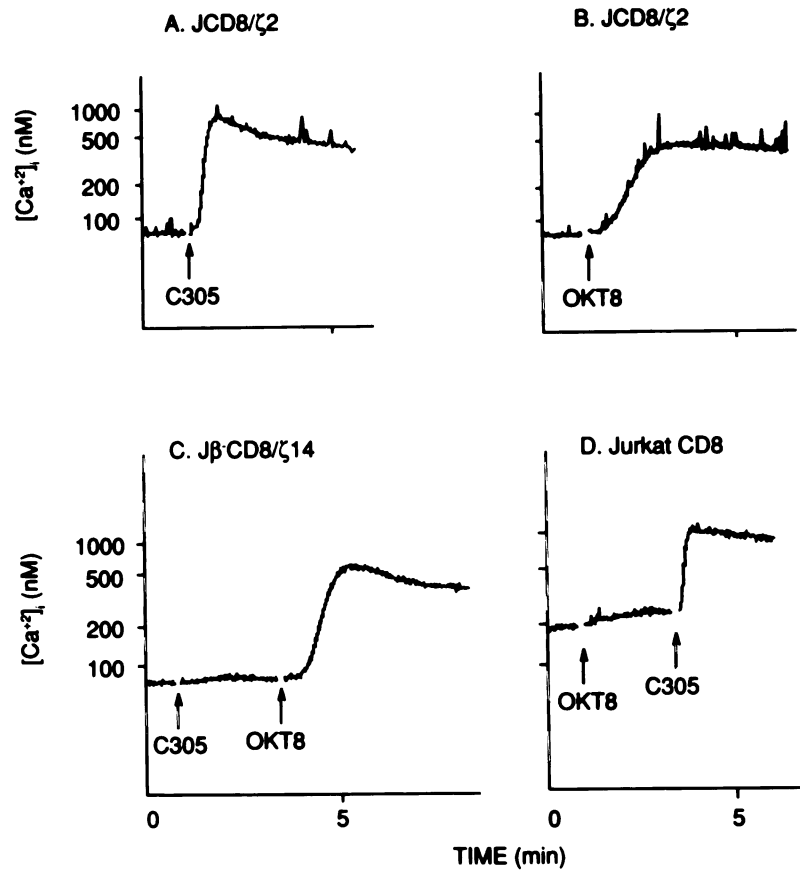 A. JCD8/ζ2
B. JCD8/ζ2
[Ca⁺²]ᵢ (nM)
1000
500
200
100
C305
OKT8
C. Jβ⁻CD8/ζ14
D. Jurkat CD8
[Ca⁺²]ᵢ (nM)
1000
500
200
100
C305
OKT8
OKT8
C305
0
5
0
5
TIME (min)